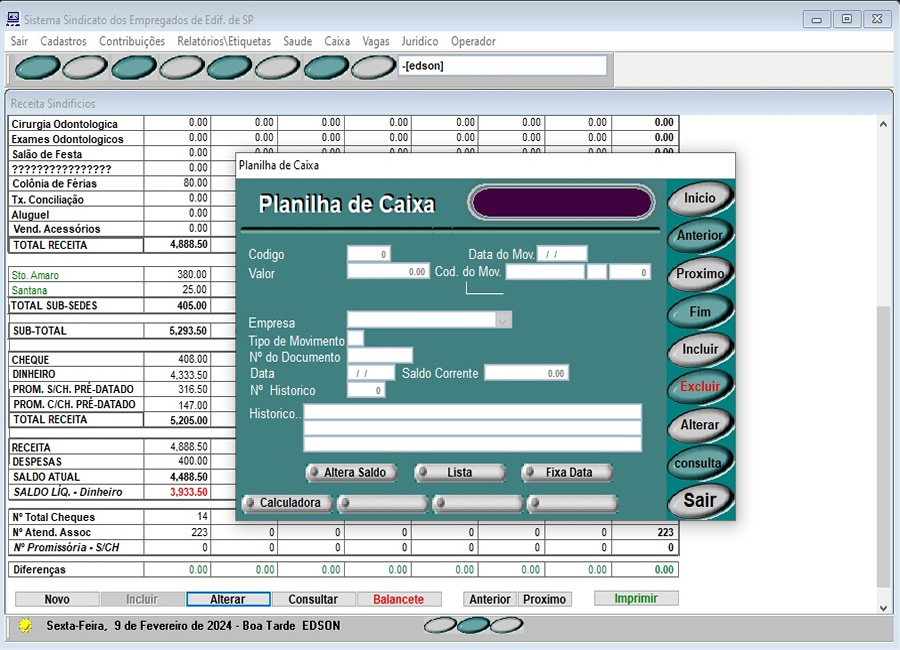 Sistema Sindicato dos Empregados de Edif. de SP
Sair Cadastros Contribuições Relatórios\Etiquetas Saude Caixa Vagas Juridico Operador
-[edson]
Receita Sindifícios
Cirurgia Odontologica 0.00 0.00 0.00 0.00 0.00 0.00 0.00 0.00
Exames Odontologicos 0.00 0.00 0.00 0.00 0.00 0.00 0.00 0.00
Salão de Festa 0.00 0.00 0.00 0.00 0.00 0.00 0.00 0.00
???????????????? 0.00
Colônia de Férias 80.00
Tx. Conciliação 0.00
Aluguel 0.00
Vend. Acessórios 0.00
TOTAL RECEITA 4,888.50
Sto. Amaro 380.00
Santana 25.00
TOTAL SUB-SEDES 405.00
SUB-TOTAL 5,293.50
CHEQUE 408.00
DINHEIRO 4,333.50
PROM. S/CH. PRÉ-DATADO 316.50
PROM. C/CH. PRÉ-DATADO 147.00
TOTAL RECEITA 5,205.00
RECEITA 4,888.50
DESPESAS 400.00
SALDO ATUAL 4,488.50
SALDO LÍQ. - Dinheiro 3,933.50
Nº Total Cheques 14
Nº Atend. Assoc 223 0 0 0 0 0 0 223
Nº Promissória - S/CH 0 0 0 0 0 0 0 0
Diferenças 0.00 0.00 0.00 0.00 0.00 0.00 0.00 0.00
Planilha de Caixa
Planilha de Caixa
Codigo 0 Data do Mov. / /
Valor 0.00 Cod. do Mov. 0
Empresa
Tipo de Movimento
Nº do Documento
Data / / Saldo Corrente 0.00
Nº Historico 0
Historico..
Altera Saldo Lista Fixa Data
Calculadora
Inicio
Anterior
Proximo
Fim
Incluir
Excluir
Alterar
consulta
Sair
Novo Incluir Alterar Consultar Balancete Anterior Proximo Imprimir
Sexta-Feira, 9 de Fevereiro de 2024 - Boa Tarde EDSON